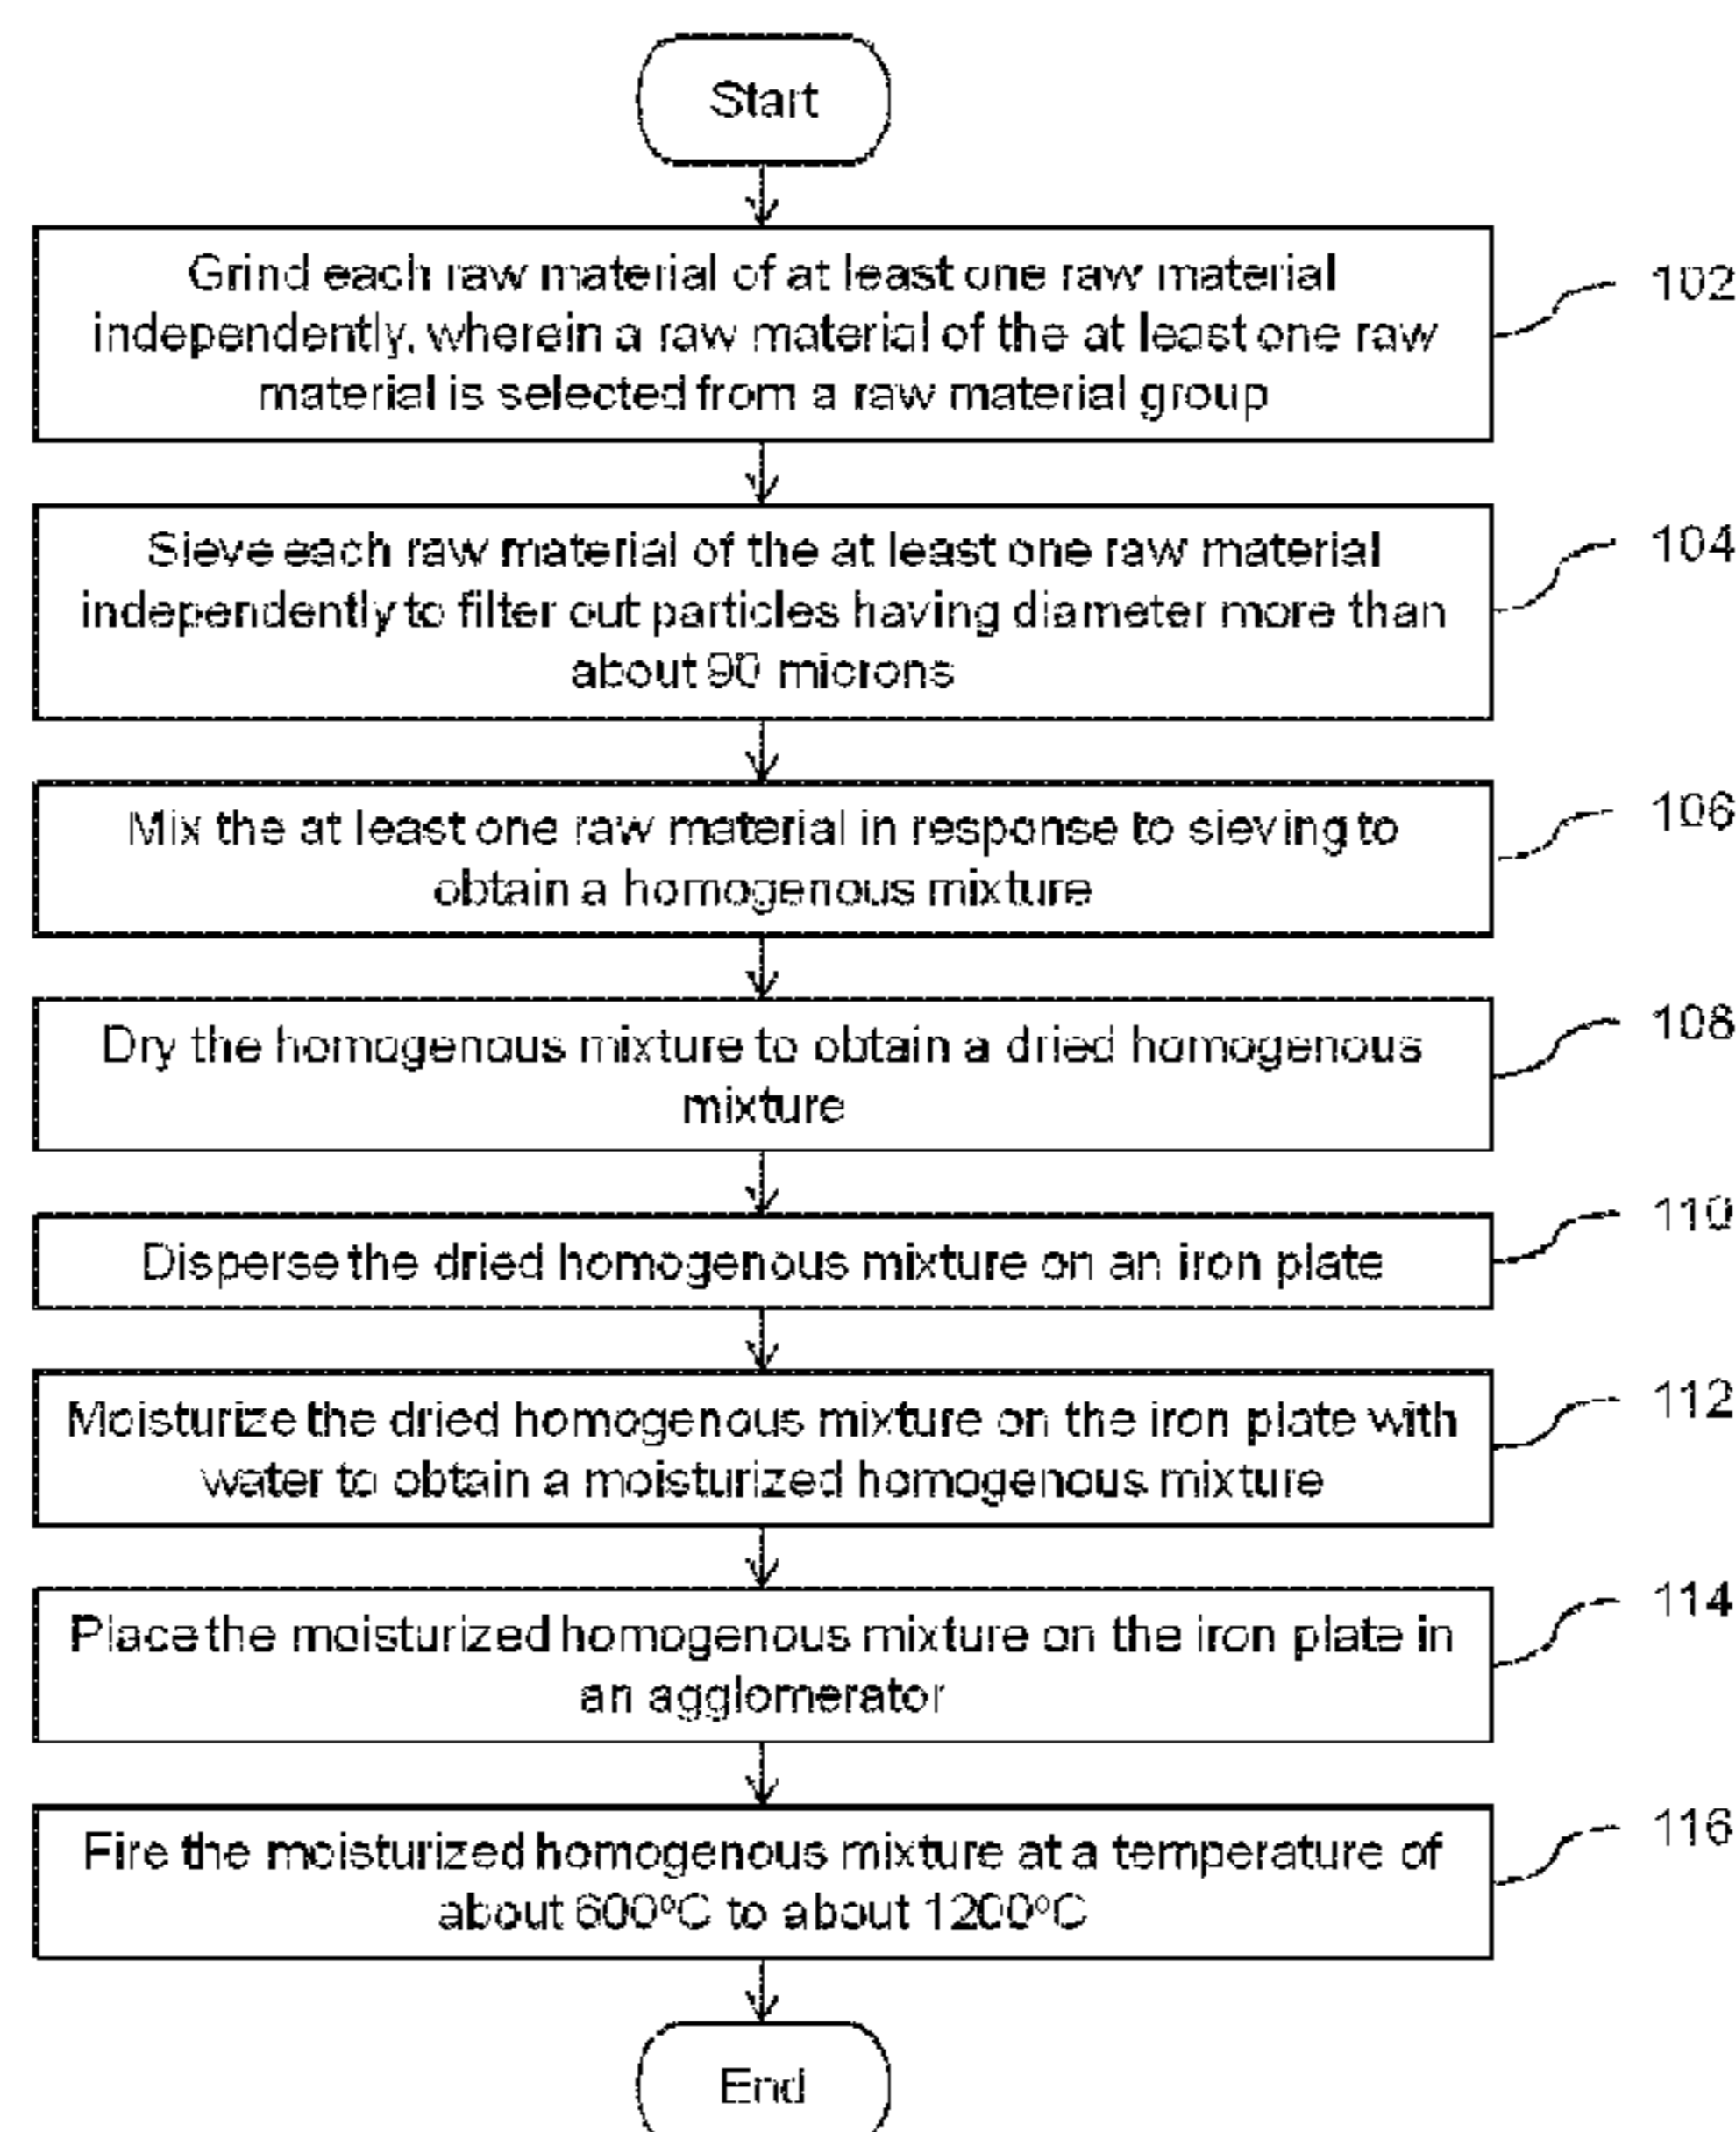 Start
Grind each raw material of at least one raw material
independently, wherein a raw material of the at least one raw
material is selected from a raw material group
102
Sieve each raw material of the at least one raw material
independently to filter out particles having diameter more than
about 90 microns
104
Mix the at least one raw material in response to sieving to
obtain a homogenous mixture
106
Dry the homogenous mixture to obtain a dried homogenous
mixture
108
Disperse the dried homogenous mixture on an iron plate
110
Moisturize the dried homogenous mixture on the iron plate with
water to obtain a moisturized homogenous mixture
112
Place the moisturized homogenous mixture on the iron plate in
an agglomerator
114
Fire the moisturized homogenous mixture at a temperature of
about 600ºC to about 1200ºC
116
End